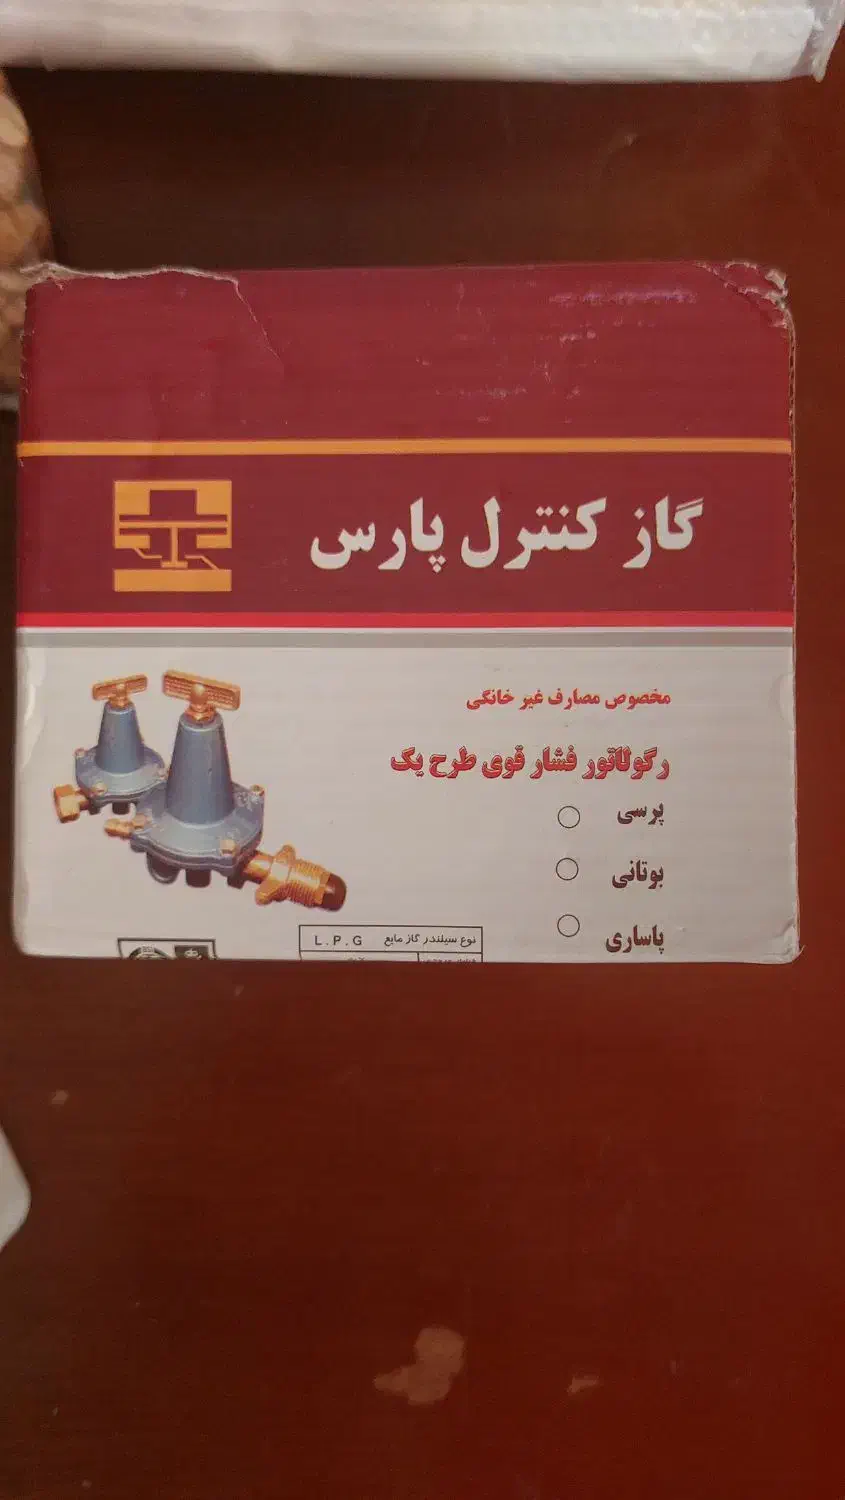 گاز کنترل پارس
مخصوص مصارف غیر خانگی
رگولاتور فشار قوی طرح یک
پرسی
بوتانی
پاساری
نوع سیلندر گاز مایع L.P.G